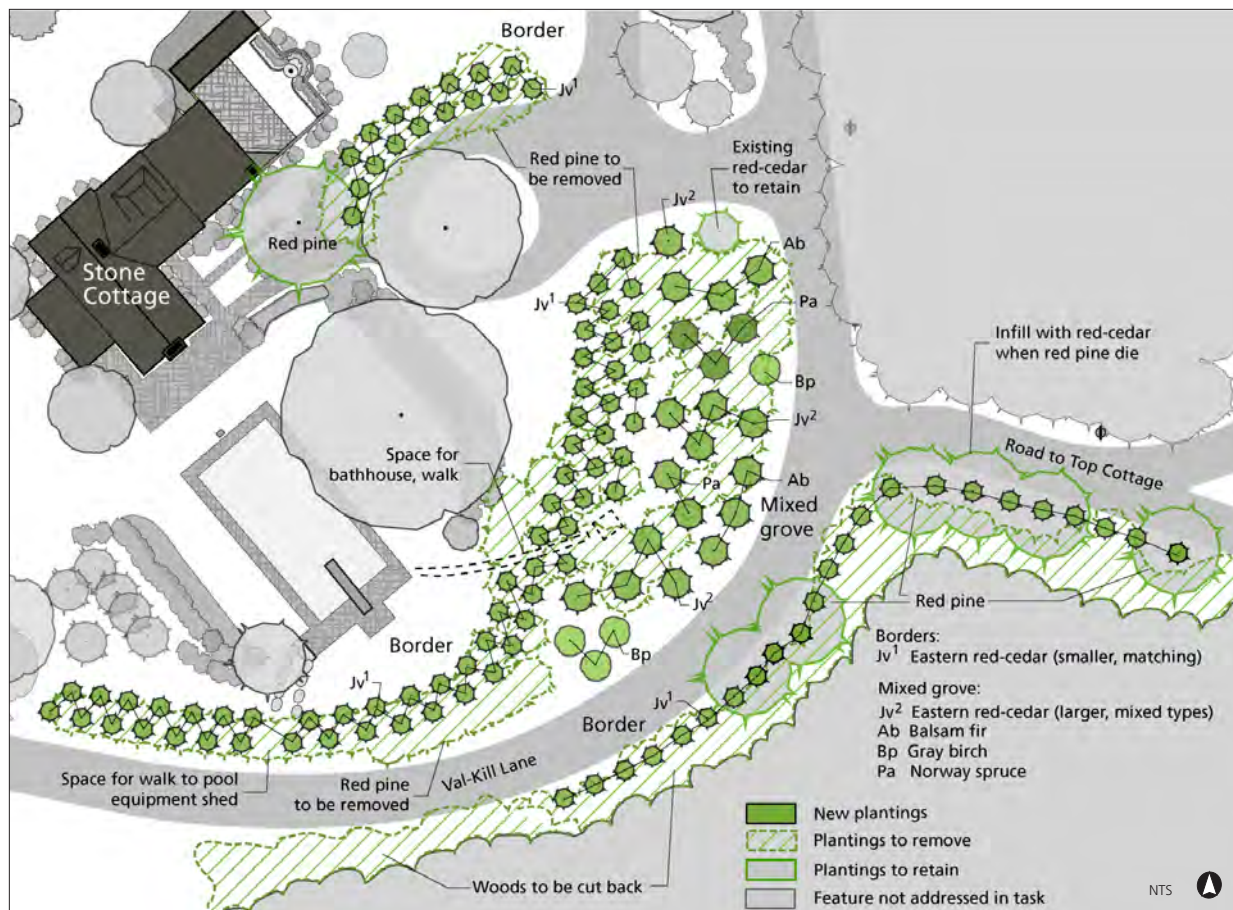 Border
Jv1
Red pine to
be removed
Existing
red-cedar
to retain
Jv2
Red pine
Ab
Stone
Cottage
Jv1
Pa
Infill with red-cedar
when red pine die
Bp
Jv2
Space for
bathhouse, walk
Road to Top Cottage
Pa
Ab
Mixed
grove
Red pine
Jv2
Border
Bp
Borders:
Jv1 Eastern red-cedar (smaller, matching)
Jv1
Mixed grove:
Jv2 Eastern red-cedar (larger, mixed types)
Ab Balsam fir
Bp Gray birch
Pa Norway spruce
Jv1
Border
Val-Kill Lane
Space for walk to pool
equipment shed
Red pine
to be removed
New plantings
Plantings to remove
Plantings to retain
Woods to be cut back
Feature not addressed in task
NTS